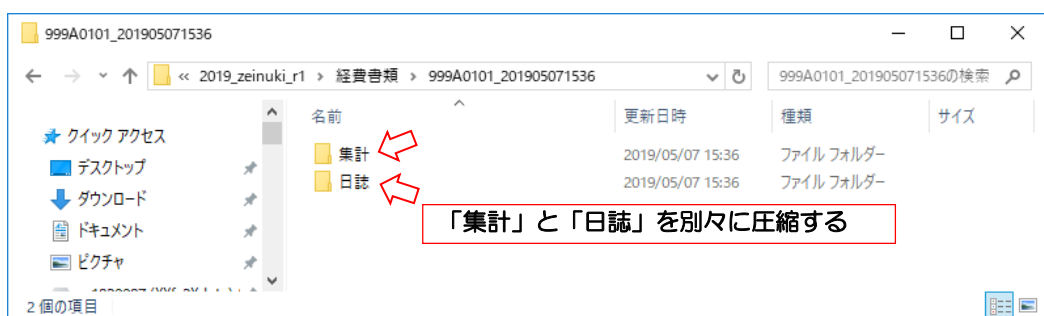 999A0101_201905071536
« 2019_zeinuki_r1 › 経費書類 › 999A0101_201905071536
999A0101_201905071536の検索
名前 更新日時 種類 サイズ
クイック アクセス
デスクトップ
ダウンロード
ドキュメント
ピクチャ
集計 2019/05/07 15:36 ファイル フォルダー
日誌 2019/05/07 15:36 ファイル フォルダー
「集計」と「日誌」を別々に圧縮する
2 個の項目